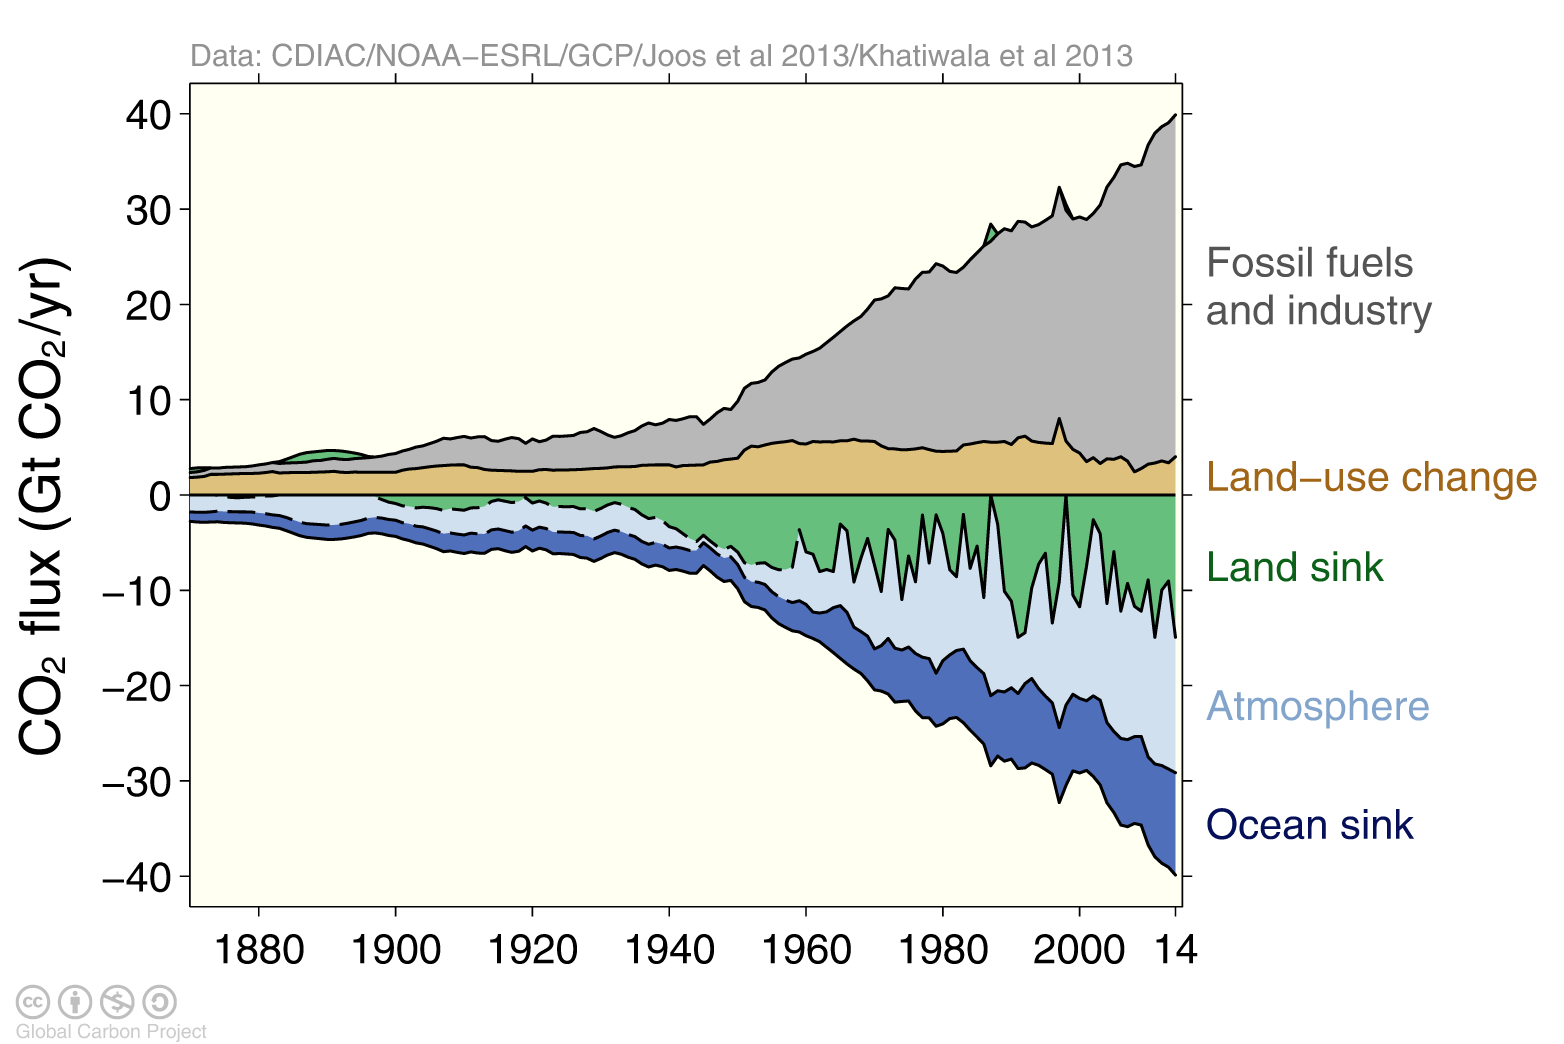 Data: CDIAC/NOAA−ESRL/GCP/Joos et al 2013/Khatiwala et al 2013
40
30
20
10
0
−10
−20
−30
−40
CO₂ flux (Gt CO₂/yr)
Fossil fuels
and industry
Land−use change
Land sink
Atmosphere
Ocean sink
1880 1900 1920 1940 1960 1980 2000 14
cc
Global Carbon Project